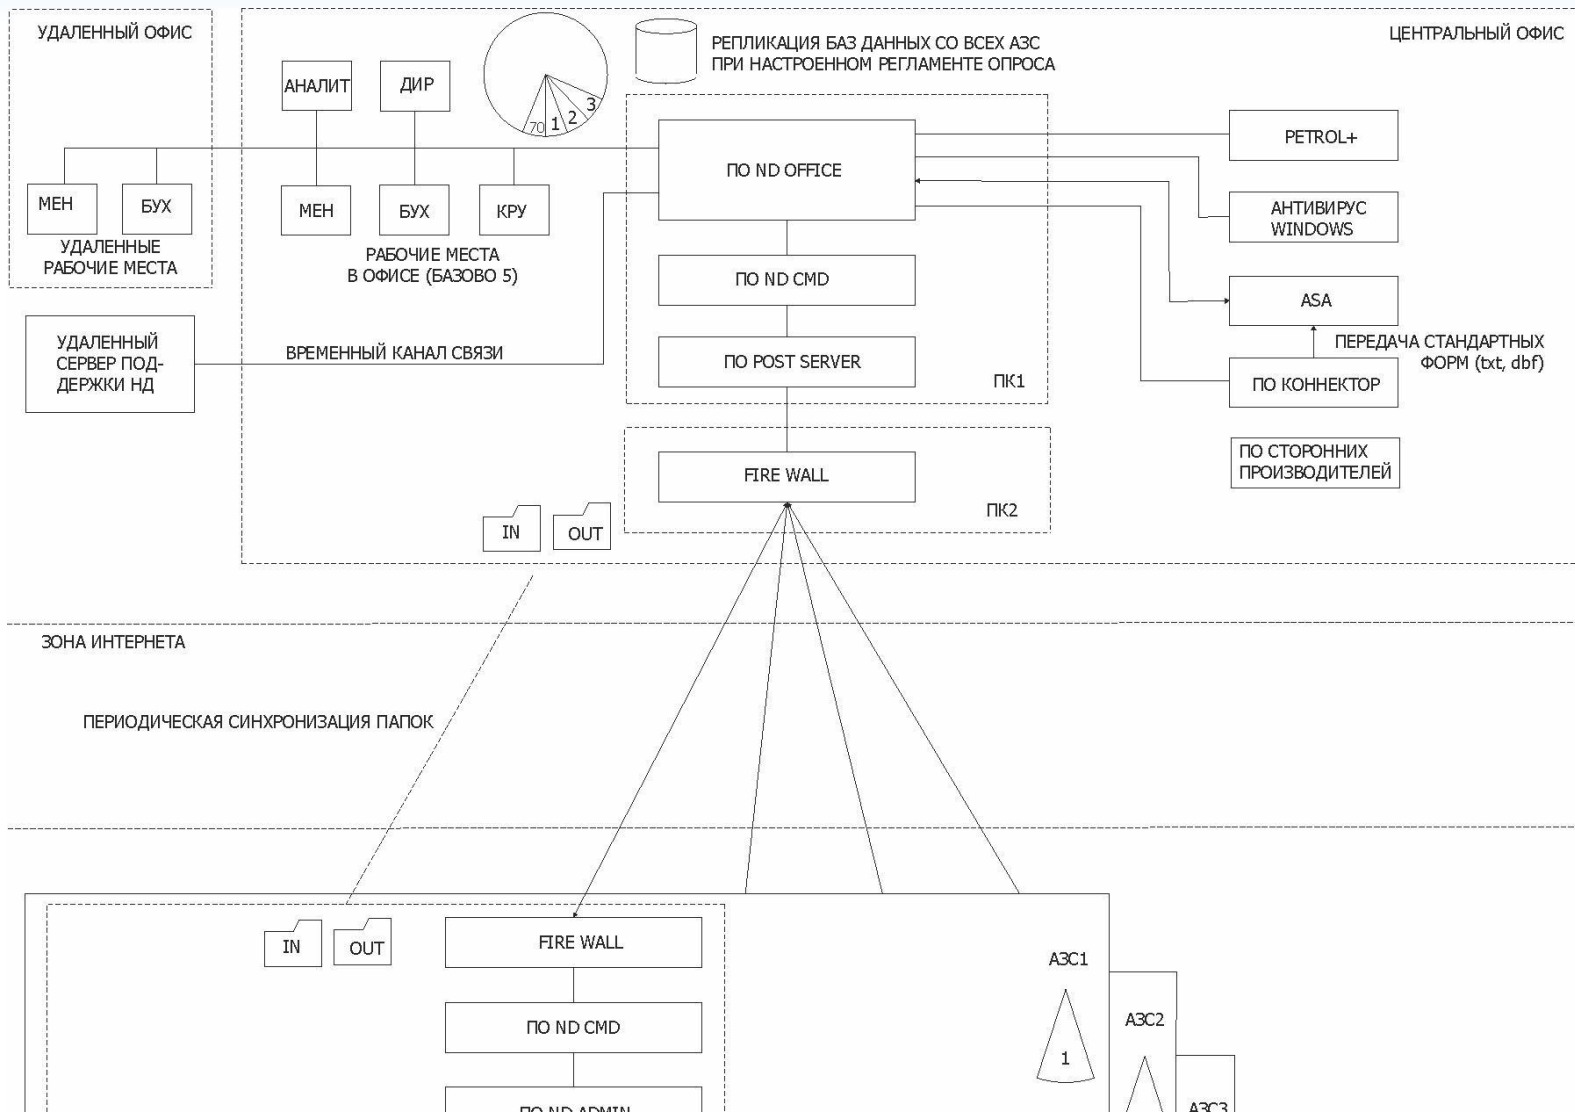 УДАЛЕННЫЙ ОФИС
ЦЕНТРАЛЬНЫЙ ОФИС
РЕПЛИКАЦИЯ БАЗ ДАННЫХ СО ВСЕХ АЗС
ПРИ НАСТРОЕННОМ РЕГЛАМЕНТЕ ОПРОСА
АНАЛИТ
ДИР
70
1
2
3
МЕН
БУХ
УДАЛЕННЫЕ
РАБОЧИЕ МЕСТА
МЕН
БУХ
КРУ
РАБОЧИЕ МЕСТА
В ОФИСЕ (БАЗОВО 5)
ПО ND OFFICE
ПО ND CMD
ПО POST SERVER
ПК1
PETROL+
АНТИВИРУС
WINDOWS
ASA
ПЕРЕДАЧА СТАНДАРТНЫХ
ФОРМ (txt, dbf)
ПО КОННЕКТОР
ПО СТОРОННИХ
ПРОИЗВОДИТЕЛЕЙ
УДАЛЕННЫЙ
СЕРВЕР ПОД-
ДЕРЖКИ НД
ВРЕМЕННЫЙ КАНАЛ СВЯЗИ
FIRE WALL
ПК2
IN
OUT
ЗОНА ИНТЕРНЕТА
ПЕРИОДИЧЕСКАЯ СИНХРОНИЗАЦИЯ ПАПОК
IN
OUT
FIRE WALL
ПО ND CMD
ПО ND ADMIN
АЗС1
1
АЗС2
АЗС3